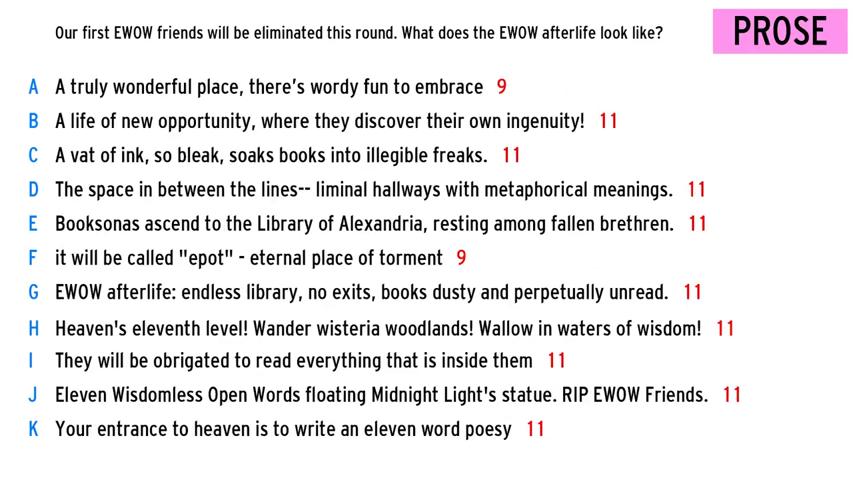 Our first EWOW friends will be eliminated this round. What does the EWOW afterlife look like?
PROSE
A A truly wonderful place, there's wordy fun to embrace 9
B A life of new opportunity, where they discover their own ingenuity! 11
C A vat of ink, so bleak, soaks books into illegible freaks. 11
D The space in between the lines-- liminal hallways with metaphorical meanings. 11
E Booksonas ascend to the Library of Alexandria, resting among fallen brethren. 11
F it will be called "epot" - eternal place of torment 9
G EWOW afterlife: endless library, no exits, books dusty and perpetually unread. 11
H Heaven's eleventh level! Wander wisteria woodlands! Wallow in waters of wisdom! 11
I They will be obrigated to read everything that is inside them 11
J Eleven Wisdomless Open Words floating Midnight Light's statue. RIP EWOW Friends. 11
K Your entrance to heaven is to write an eleven word poesy 11